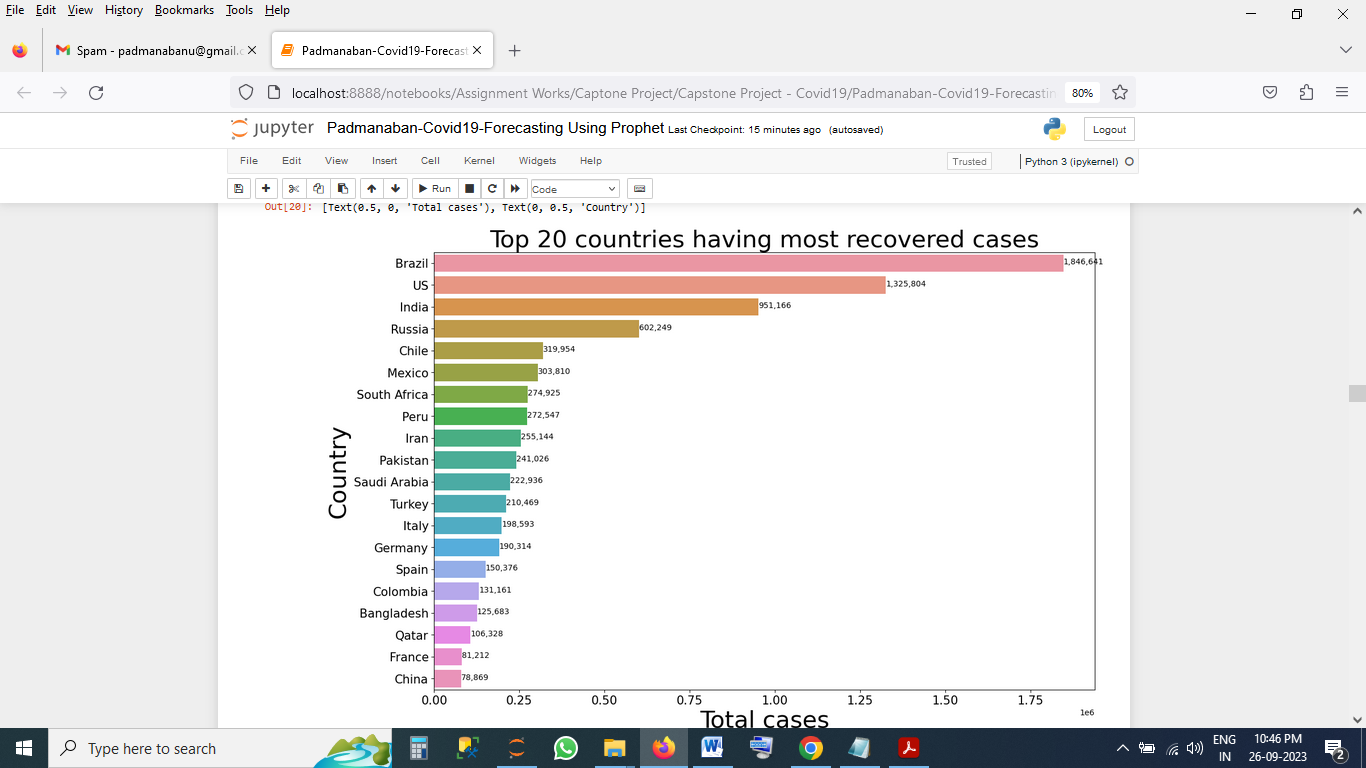 File Edit View History Bookmarks Tools Help
Spam - padmanabanu@gmail.c
Padmanaban-Covid19-Forecast
localhost:8888/notebooks/Assignment Works/Captone Project/Capstone Project - Covid19/Padmanaban-Covid19-Forecastin
80%
jupyter Padmanaban-Covid19-Forecasting Using Prophet Last Checkpoint: 15 minutes ago (autosaved)
Logout
File Edit View Insert Cell Kernel Widgets Help
Trusted
Python 3 (ipykernel)
Run
Code
Out[20]: [Text(0.5, 0, 'Total cases'), Text(0, 0.5, 'Country')]
Top 20 countries having most recovered cases
Brazil 1,846,641
US 1,325,804
India 951,166
Russia 602,249
Chile 319,954
Mexico 303,810
South Africa 274,925
Peru 272,547
Iran 255,144
Pakistan 241,026
Saudi Arabia 222,936
Turkey 210,469
Italy 198,593
Germany 190,314
Spain 150,376
Colombia 131,161
Bangladesh 125,683
Qatar 106,328
France 81,212
China 78,869
Country
0.00 0.25 0.50 0.75 1.00 1.25 1.50 1.75
1e6
Total cases
Type here to search
ENG
IN
10:46 PM
26-09-2023
2